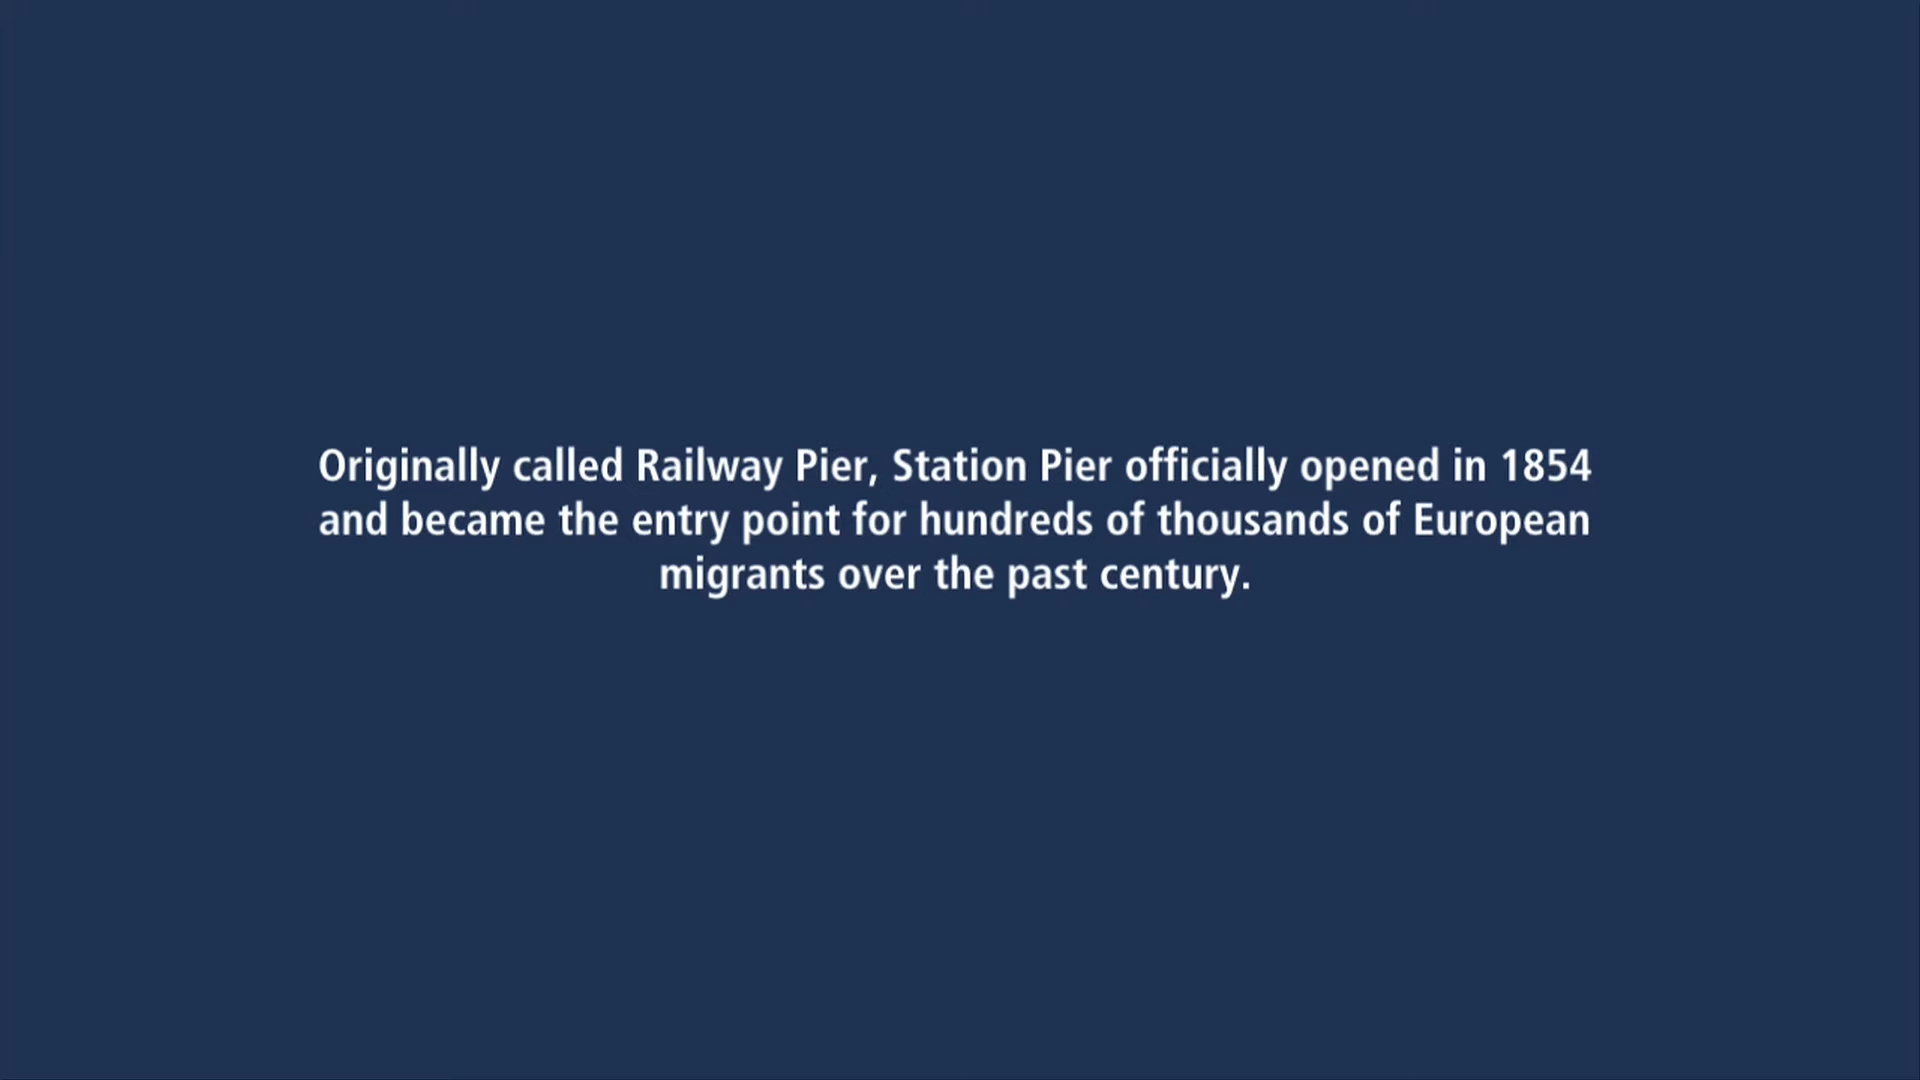 Originally called Railway Pier, Station Pier officially opened in 1854
and became the entry point for hundreds of thousands of European
migrants over the past century.